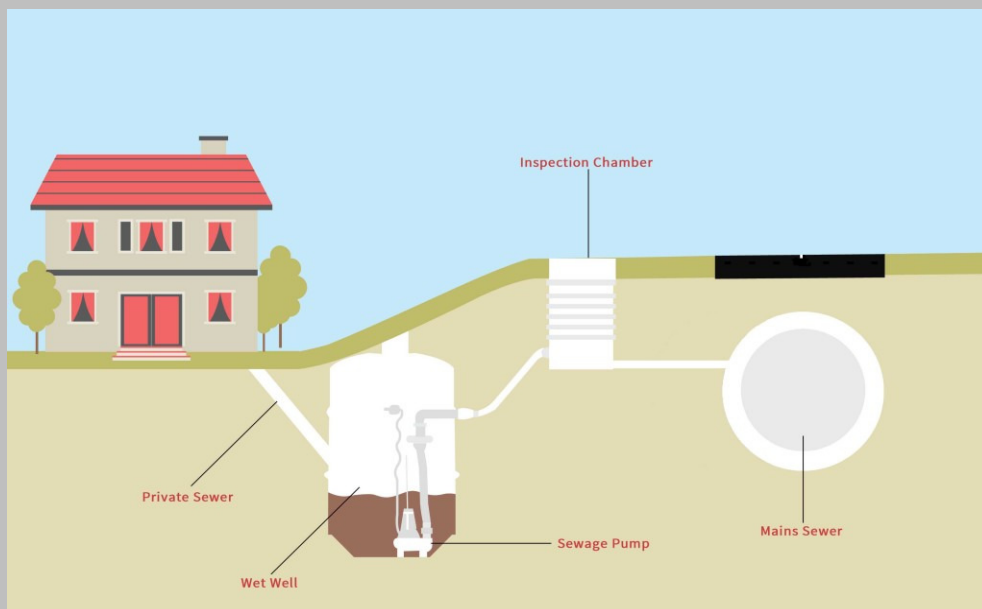 Inspection Chamber
Private Sewer
Mains Sewer
Sewage Pump
Wet Well